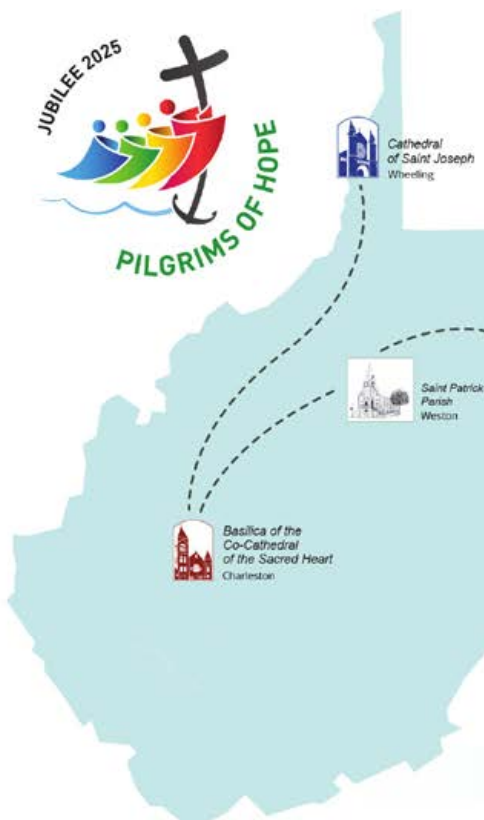 JUBILEE 2025
PILGRIMS OF HOPE
Cathedral
of Saint Joseph
Wheeling
Saint Patrick
Parish
Weston
Basilica of the
Co-Cathedral
of the Sacred Heart
Charleston